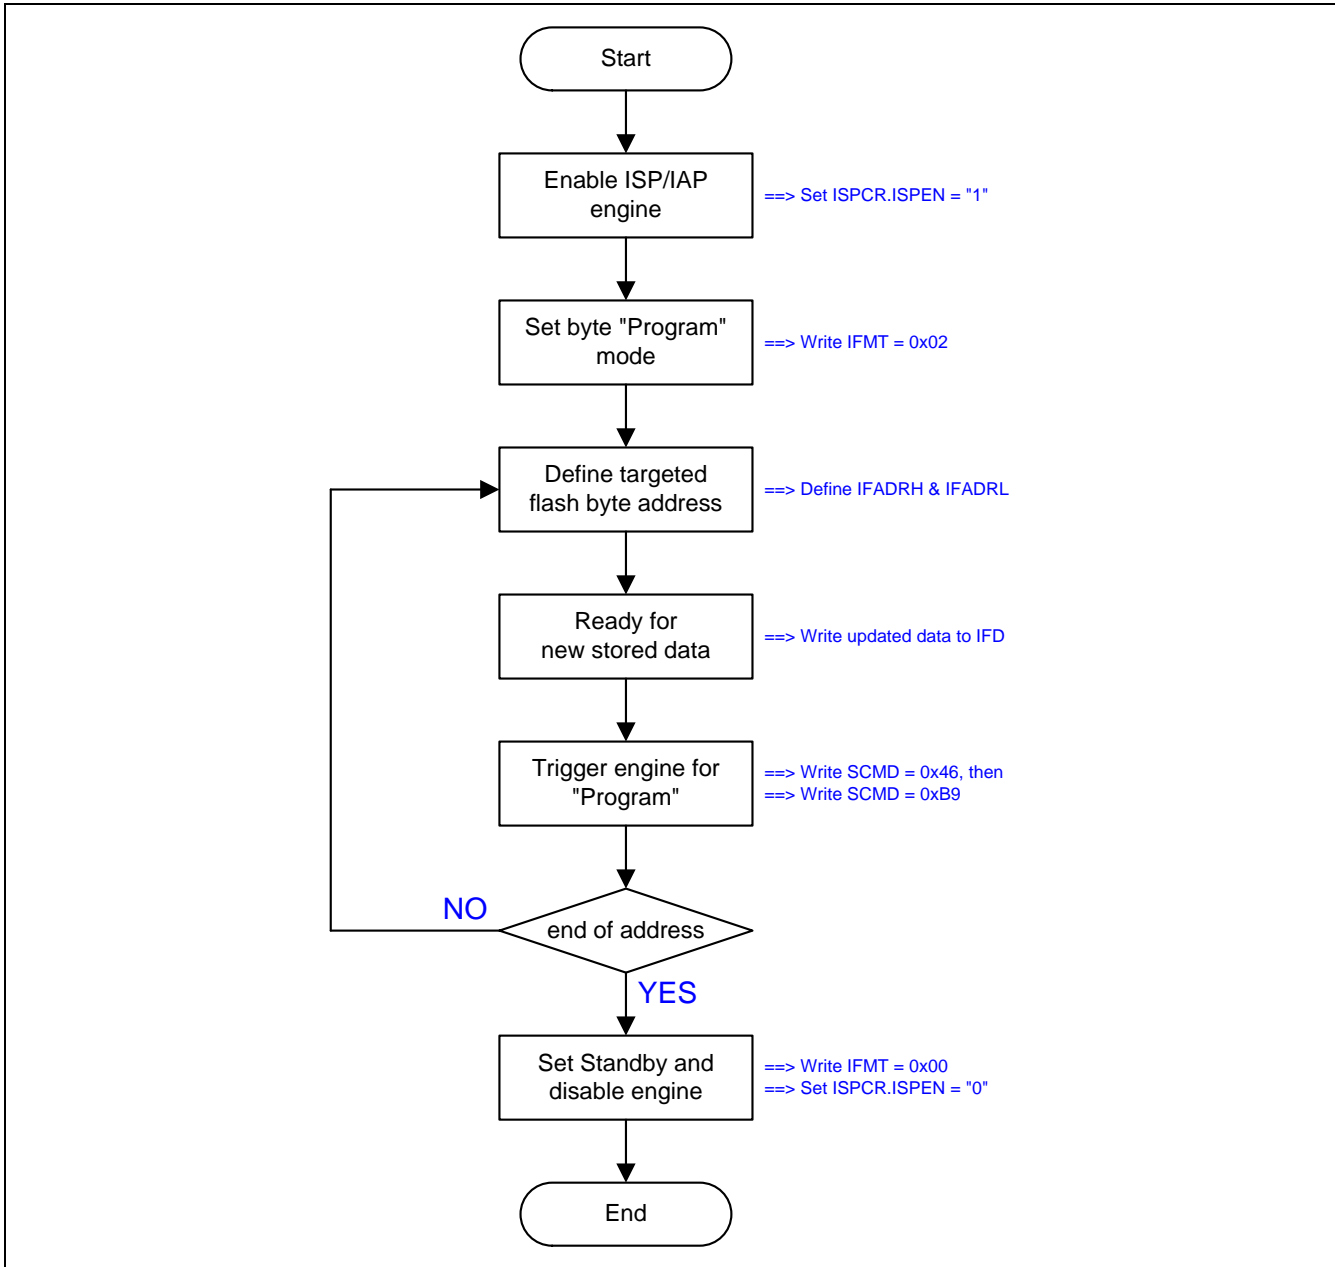 Start
Enable ISP/IAP
engine
==> Set ISPCR.ISPEN = "1"
Set byte "Program"
mode
==> Write IFMT = 0x02
Define targeted
flash byte address
==> Define IFADRH & IFADRL
Ready for
new stored data
==> Write updated data to IFD
Trigger engine for
"Program"
==> Write SCMD = 0x46, then
==> Write SCMD = 0xB9
NO
end of address
YES
Set Standby and
disable engine
==> Write IFMT = 0x00
==> Set ISPCR.ISPEN = "0"
End